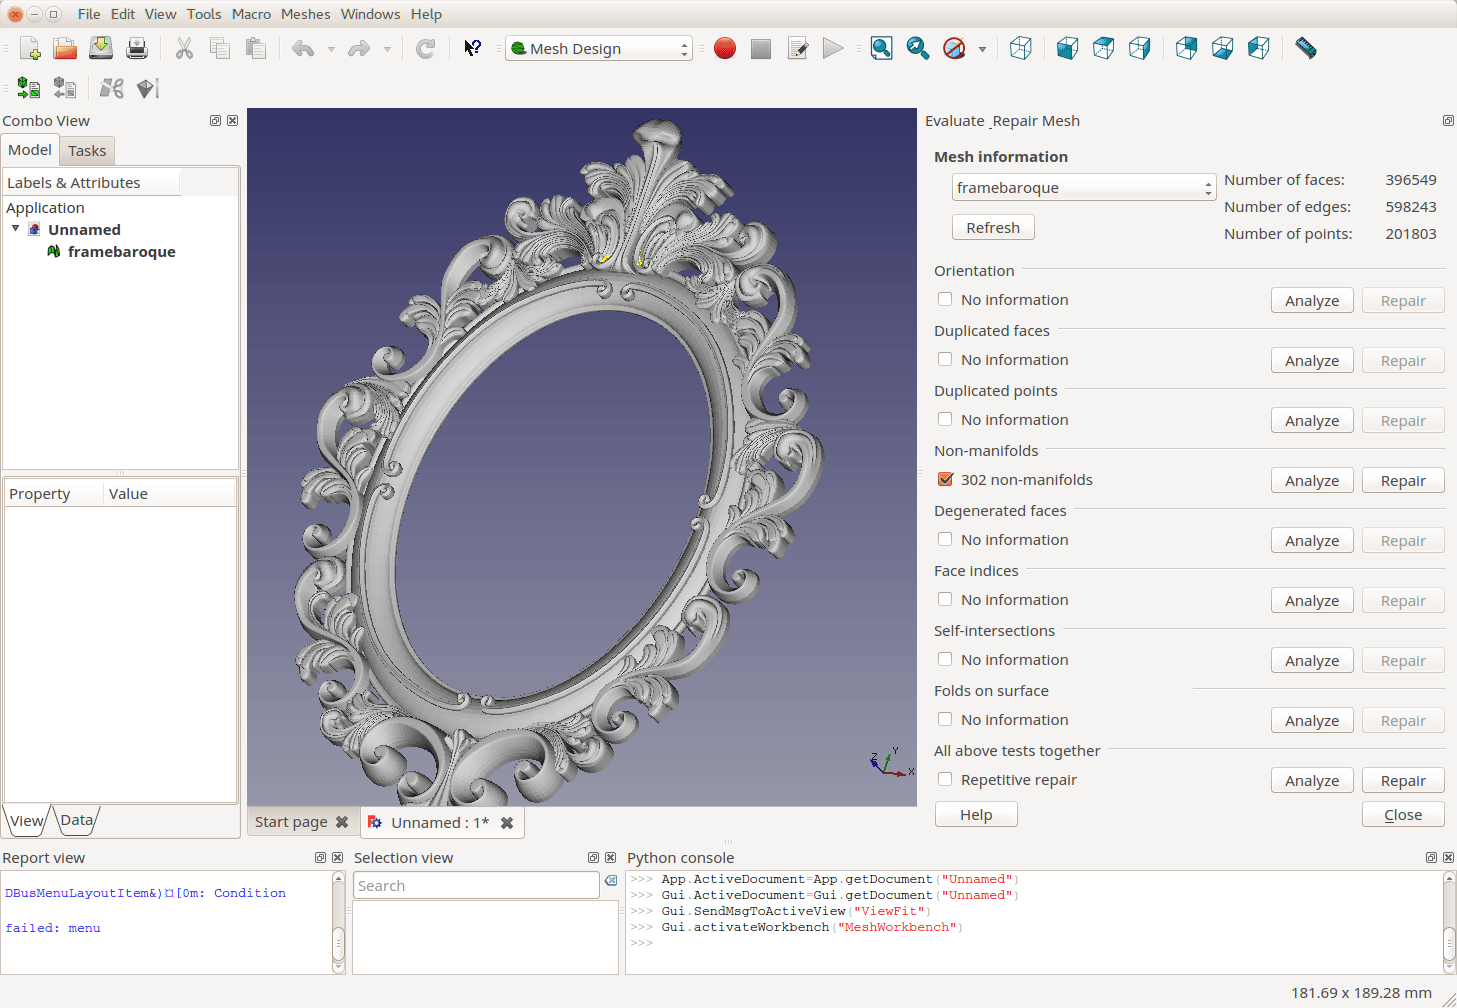 File Edit View Tools Macro Meshes Windows Help
Mesh Design
Combo View
Model Tasks
Labels & Attributes
Application
Unnamed
framebaroque
Property Value
View Data
Z Y X
Start page Unnamed : 1*
Evaluate _Repair Mesh
Mesh information
framebaroque
Refresh
Number of faces: 396549
Number of edges: 598243
Number of points: 201803
Orientation
No information Analyze Repair
Duplicated faces
No information Analyze Repair
Duplicated points
No information Analyze Repair
Non-manifolds
302 non-manifolds Analyze Repair
Degenerated faces
No information Analyze Repair
Face indices
No information Analyze Repair
Self-intersections
No information Analyze Repair
Folds on surface
No information Analyze Repair
All above tests together
Repetitive repair Analyze Repair
Help Close
Report view
DBusMenuLayoutItem&)¤[0m: Condition
failed: menu
Selection view
Search
Python console
>>> App.ActiveDocument=App.getDocument("Unnamed")
>>> Gui.ActiveDocument=Gui.getDocument("Unnamed")
>>> Gui.SendMsgToActiveView("ViewFit")
>>> Gui.activateWorkbench("MeshWorkbench")
>>>
181.69 x 189.28 mm